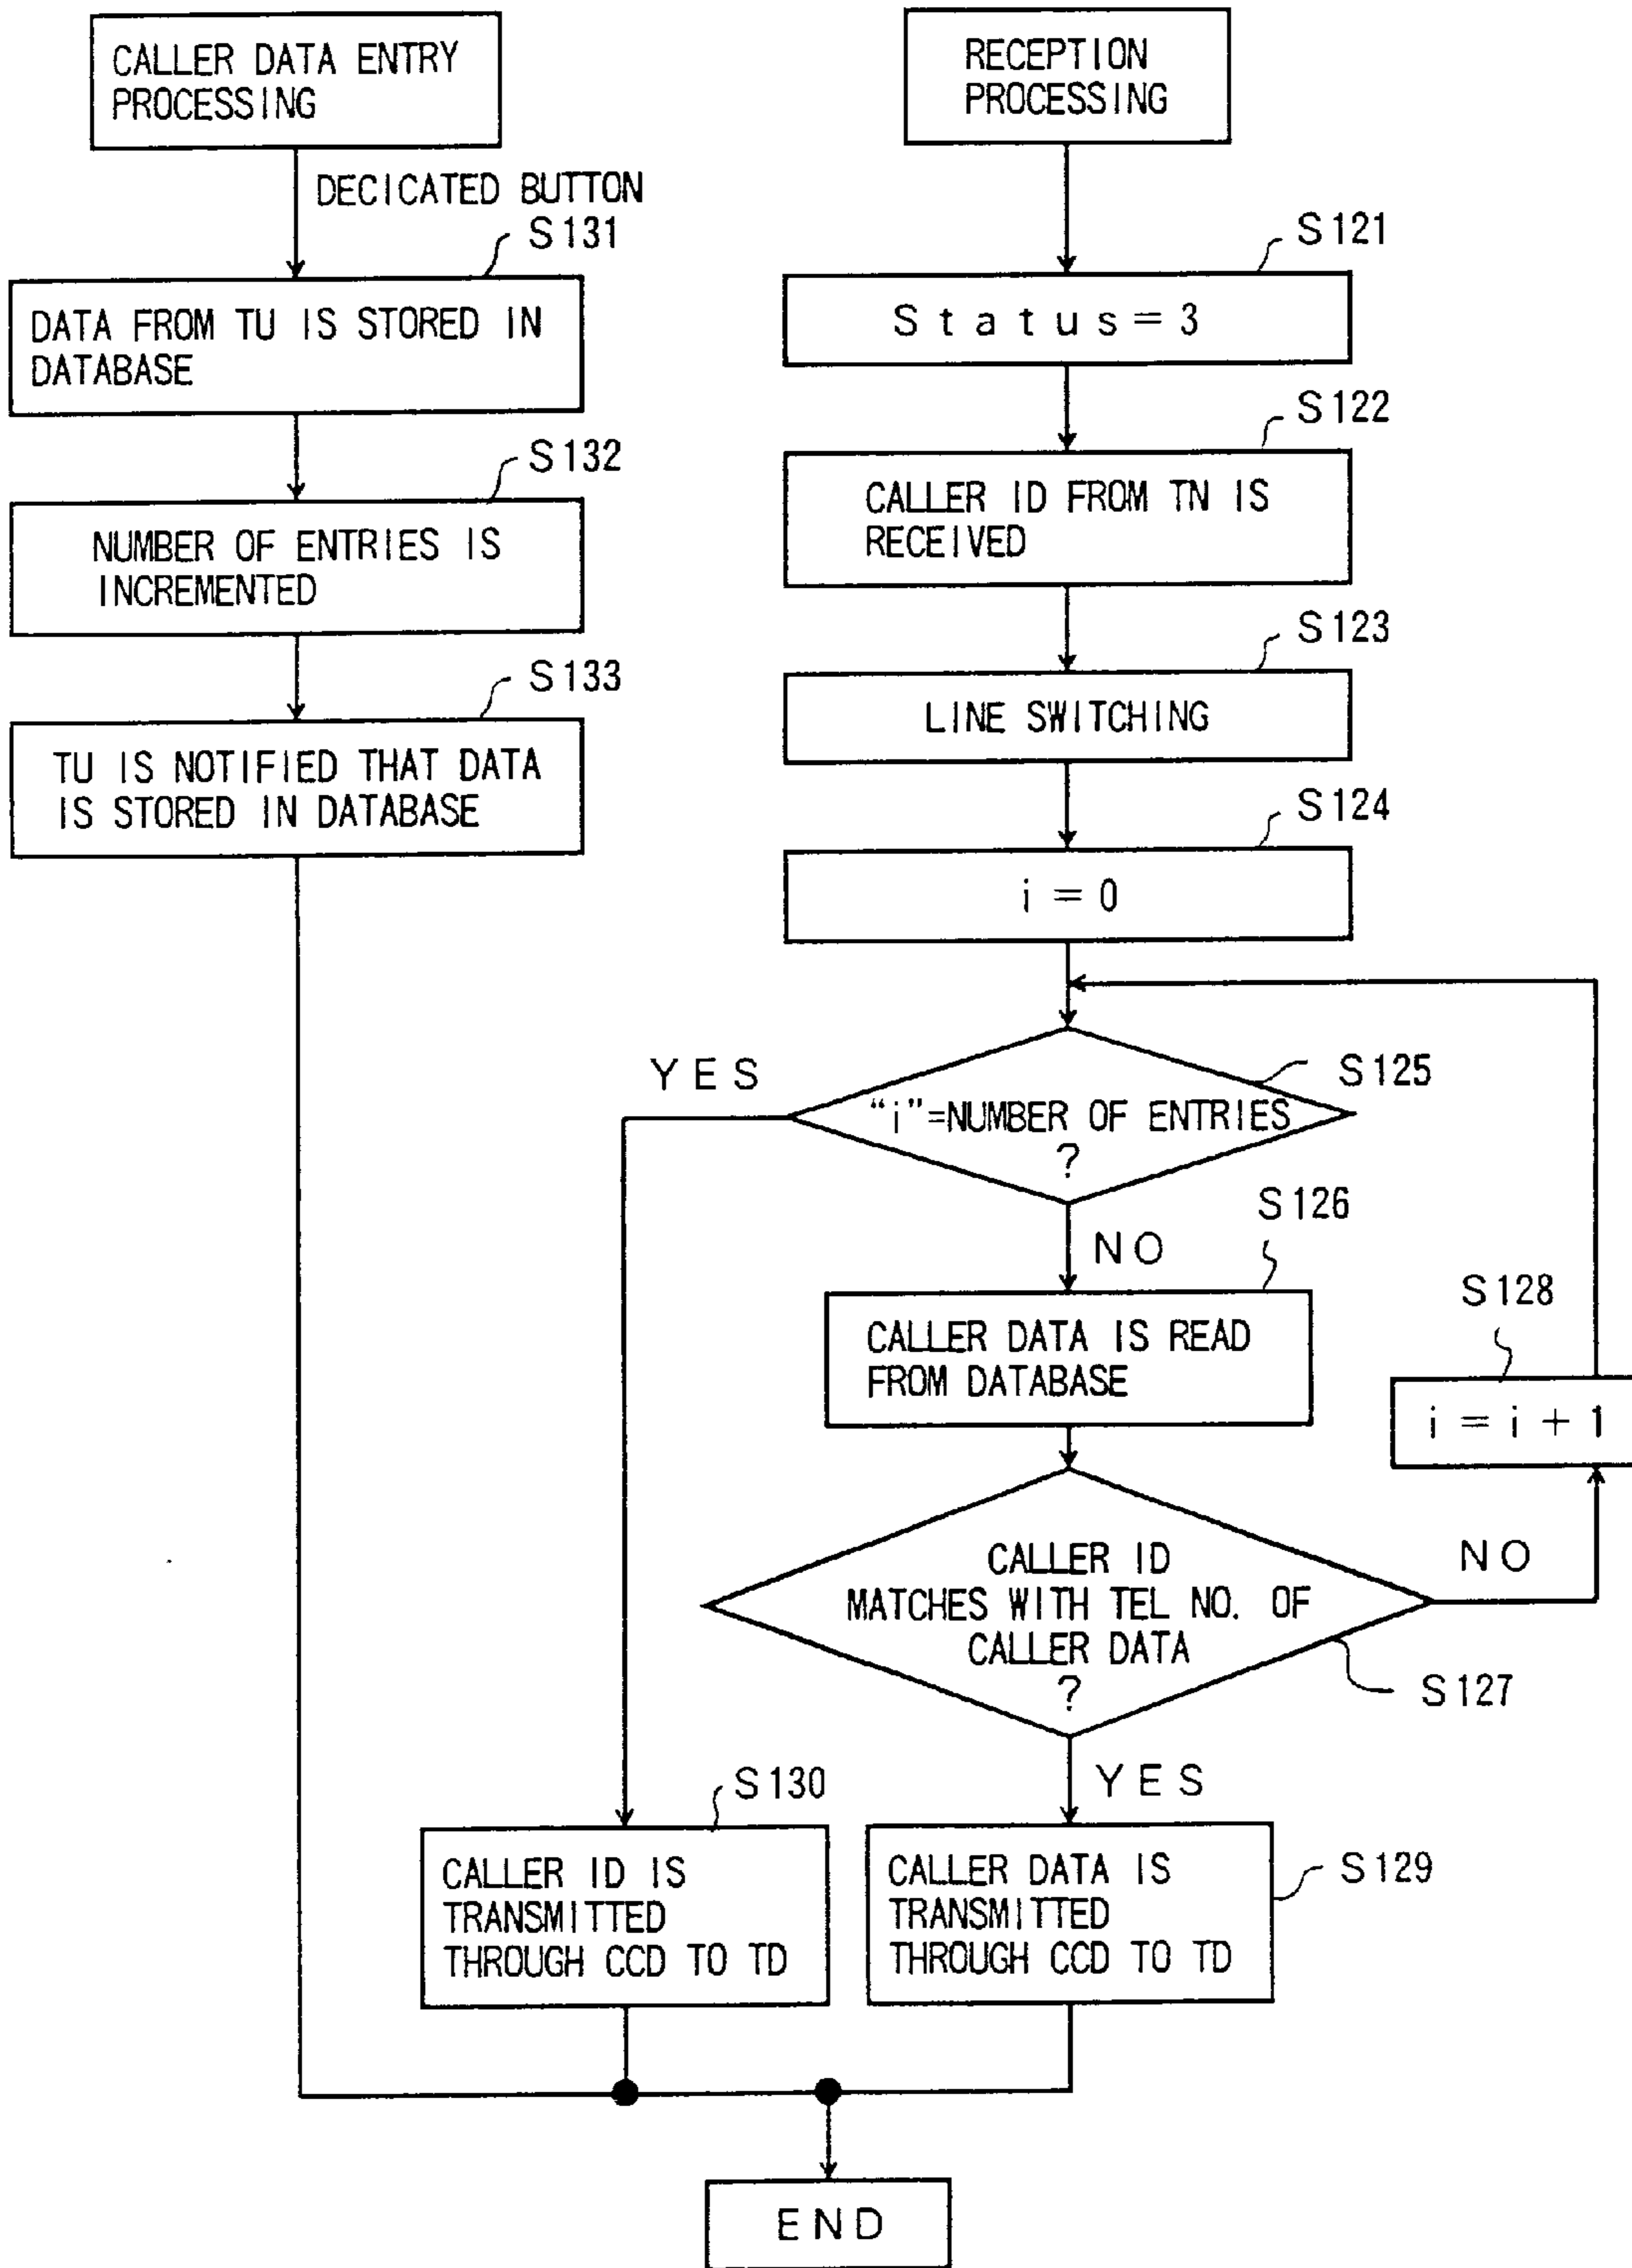 CALLER DATA ENTRY
PROCESSING
DECICATED BUTTON
S131
DATA FROM TU IS STORED IN
DATABASE
S132
NUMBER OF ENTRIES IS
INCREMENTED
S133
TU IS NOTIFIED THAT DATA
IS STORED IN DATABASE
RECEPTION
PROCESSING
S121
Status=3
S122
CALLER ID FROM TN IS
RECEIVED
S123
LINE SWITCHING
S124
i = 0
YES
S125
“i”=NUMBER OF ENTRIES
?
NO
S126
CALLER DATA IS READ
FROM DATABASE
S128
i = i + 1
CALLER ID
MATCHES WITH TEL NO. OF
CALLER DATA
?
NO
S127
YES
S130
CALLER ID IS
TRANSMITTED
THROUGH CCD TO TD
S129
CALLER DATA IS
TRANSMITTED
THROUGH CCD TO TD
END